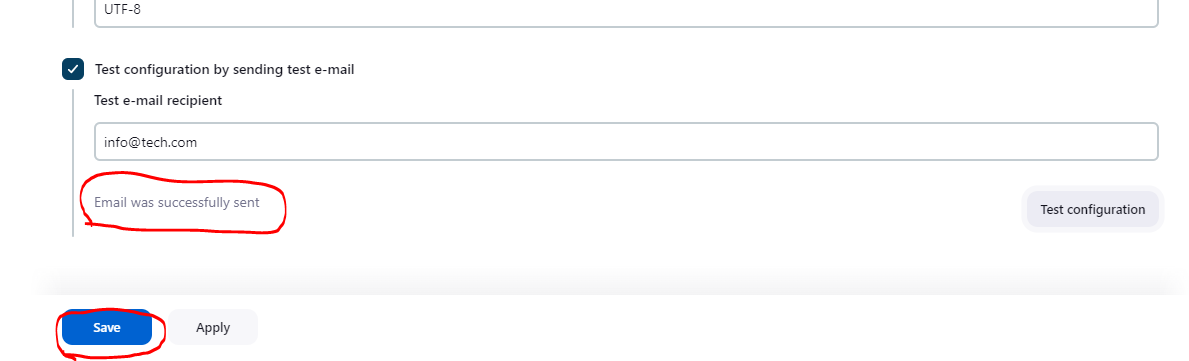 UTF-8
Test configuration by sending test e-mail
Test e-mail recipient
info@tech.com
Email was successfully sent
Test configuration
Save
Apply